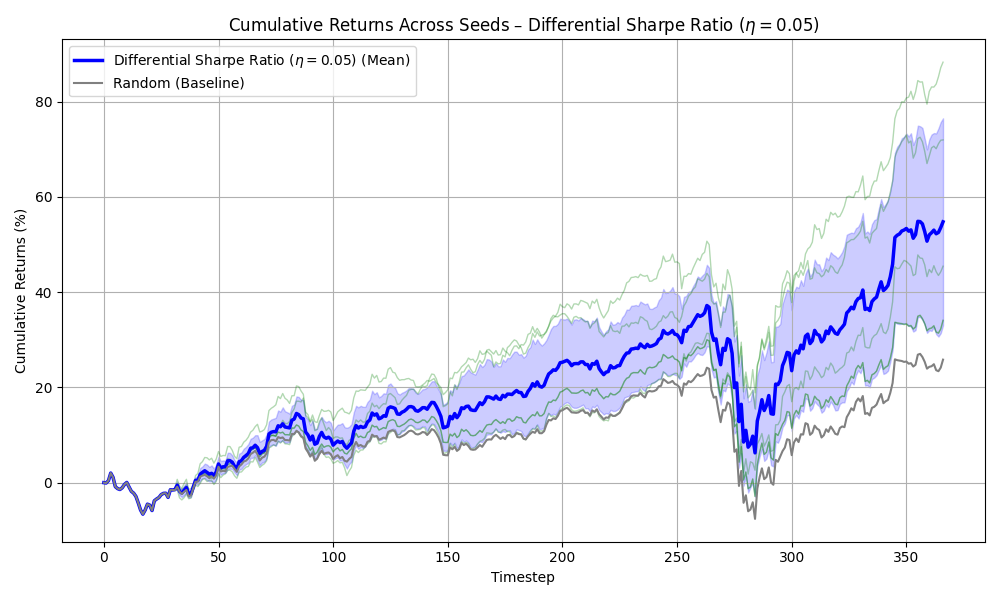 Cumulative Returns Across Seeds – Differential Sharpe Ratio (η = 0.05)
Differential Sharpe Ratio (η = 0.05) (Mean)
Random (Baseline)
Cumulative Returns (%)
80
60
40
20
0
0 50 100 150 200 250 300 350
Timestep